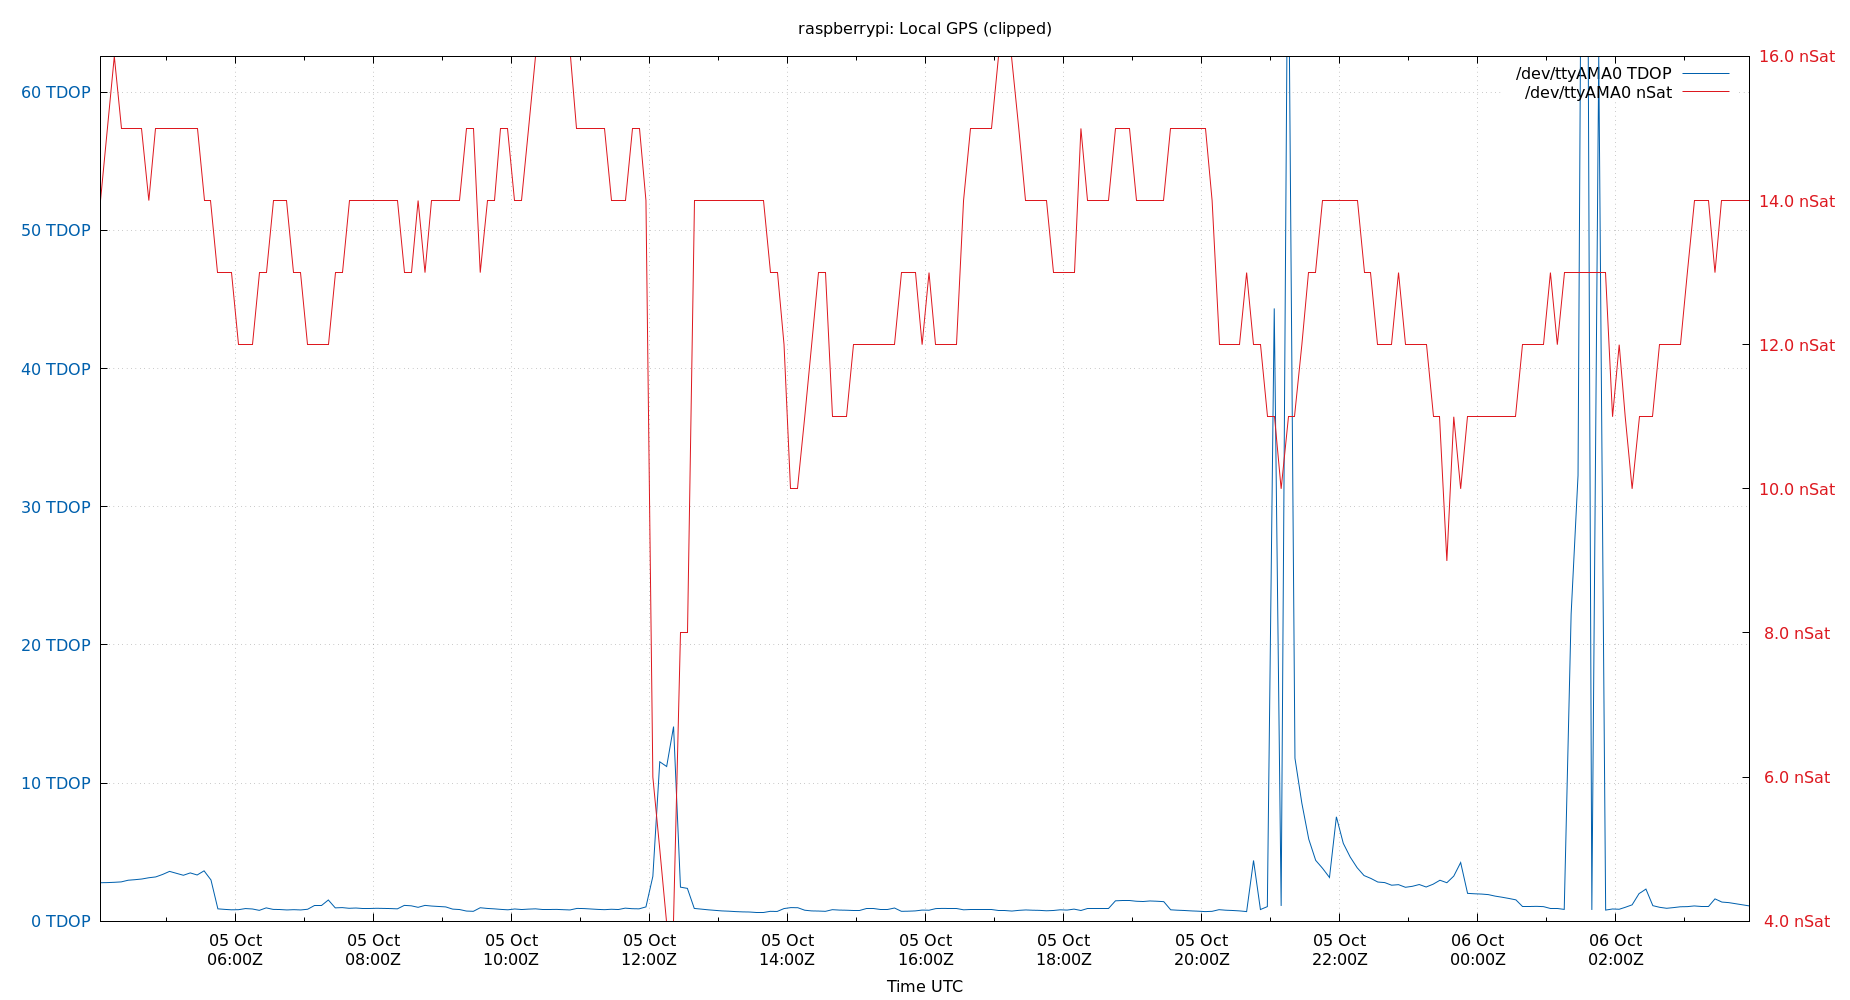 raspberrypi: Local GPS (clipped)
/dev/ttyAMA0 TDOP
/dev/ttyAMA0 nSat
60 TDOP
50 TDOP
40 TDOP
30 TDOP
20 TDOP
10 TDOP
0 TDOP
16.0 nSat
14.0 nSat
12.0 nSat
10.0 nSat
8.0 nSat
6.0 nSat
4.0 nSat
05 Oct
06:00Z
05 Oct
08:00Z
05 Oct
10:00Z
05 Oct
12:00Z
05 Oct
14:00Z
05 Oct
16:00Z
05 Oct
18:00Z
05 Oct
20:00Z
05 Oct
22:00Z
06 Oct
00:00Z
06 Oct
02:00Z
Time UTC